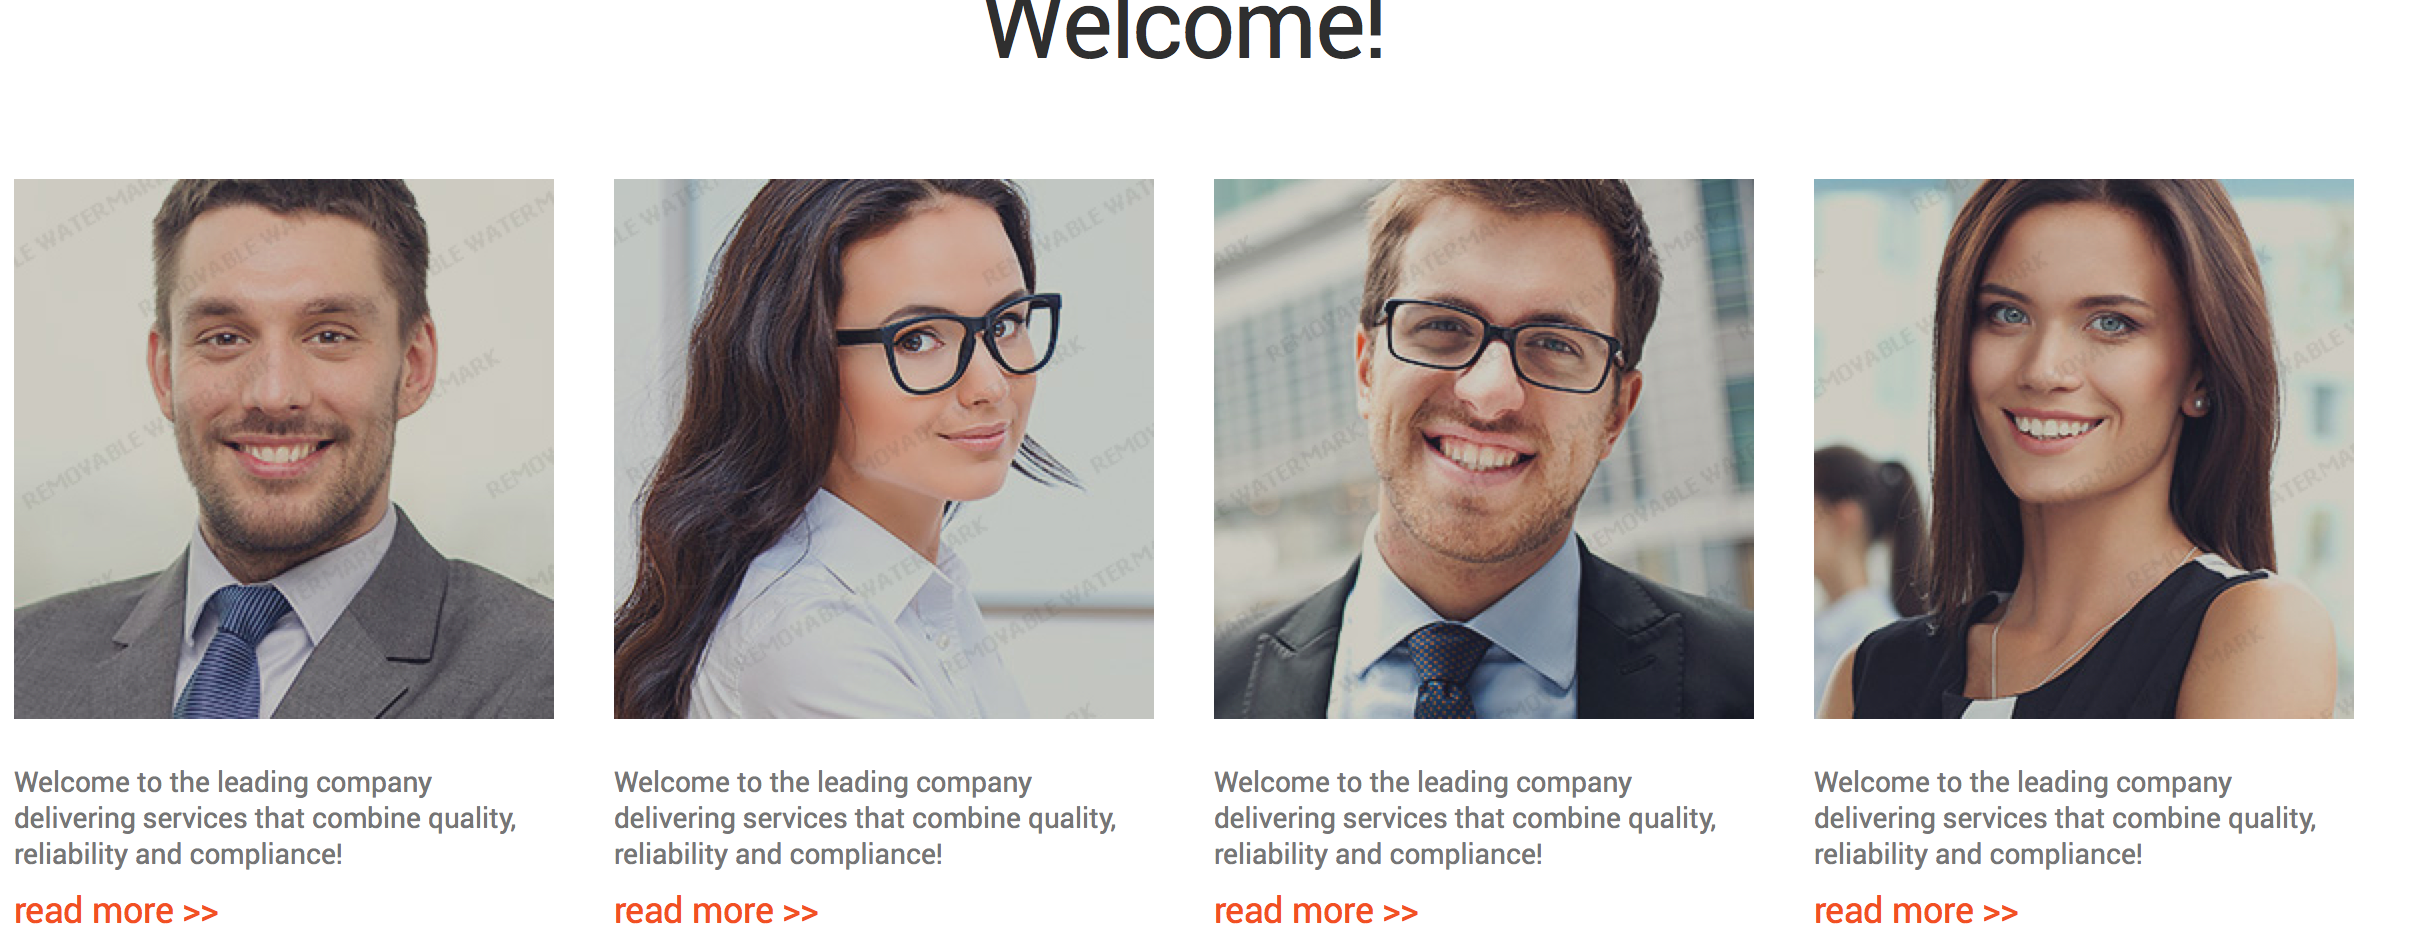 Welcome!
REMOVABLE WATERMARK
Welcome to the leading company
delivering services that combine quality,
reliability and compliance!
read more >>
Welcome to the leading company
delivering services that combine quality,
reliability and compliance!
read more >>
Welcome to the leading company
delivering services that combine quality,
reliability and compliance!
read more >>
Welcome to the leading company
delivering services that combine quality,
reliability and compliance!
read more >>